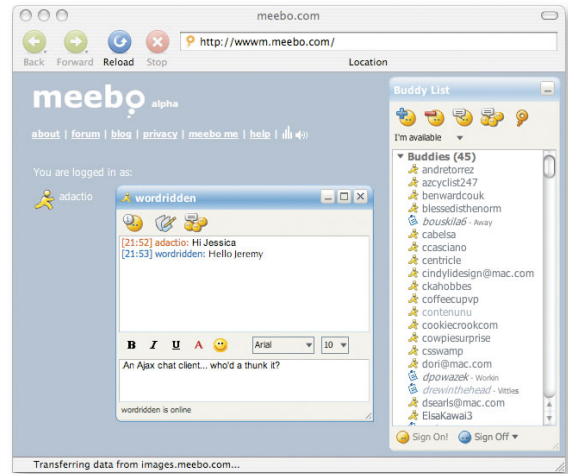 meebo.com
http://wwwm.meebo.com/
Back Forward Reload Stop Location
meebo alpha
about | forum | blog | privacy | meebo me | help |
You are logged in as:
adactio
wordridden
[21:52] adactio: Hi Jessica
[21:53] wordridden: Hello Jeremy
B I U A Arial 10
An Ajax chat client... who'd a thunk it?
wordridden is online
Buddy List
I'm available
Buddies (45)
andretorrez
azcyclist247
benwardcouk
blessedisthenorm
bouskila6 - Away
cabelsa
ccasciano
centricle
cindylidesign@mac.com
ckahobbes
coffeecupvp
contenunu
cookiecrookcom
cowpiesurprise
csswamp
dori@mac.com
dpowazek - Workin
drewinthehead - Vittles
dsearls@mac.com
ElsaKawai3
Sign On! Sign Off
Transferring data from images.meebo.com...